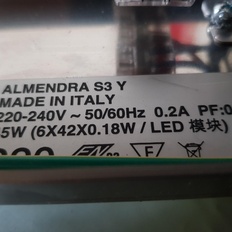 ALMENDRA S3 Y
MADE IN ITALY
220-240V ~ 50/60Hz 0.2A PF:0
5W (6X42X0.18W / LED 模块)
F